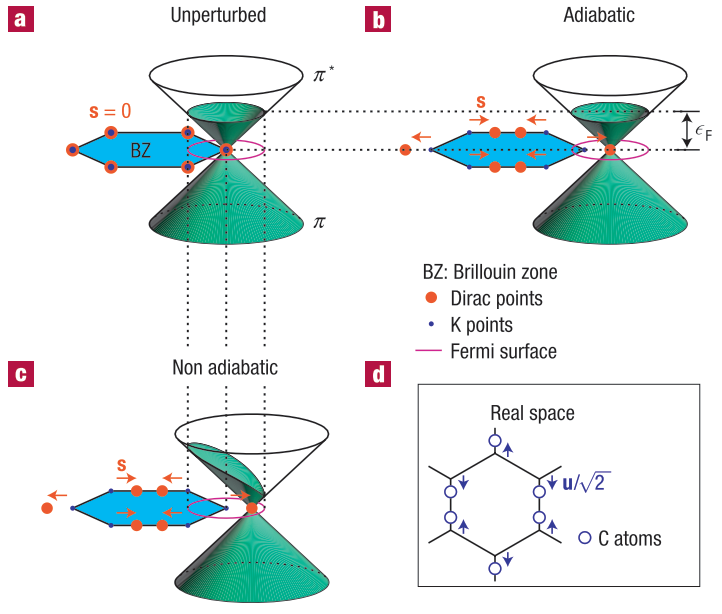 a
Unperturbed
π*
s = 0
BZ
π
b
Adiabatic
s
ϵF
BZ: Brillouin zone
Dirac points
K points
Fermi surface
c
Non adiabatic
s
d
Real space
u/√2
C atoms